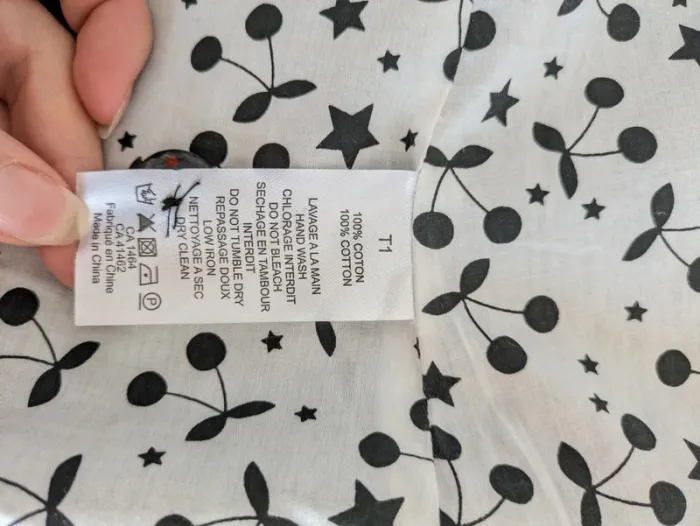 T1
100% COTON
100% COTTON
LAVAGE A LA MAIN
HAND WASH
CHLORAGE INTERDIT
DO NOT BLEACH
SECHAGE EN TAMBOUR
INTERDIT
DO NOT TUMBLE DRY
REPASSAGE DOUX
LOW IRON
NETTOYAGE A SEC
DRY CLEAN
P
CA 1464
CA 41462
Fabriqué en Chine
Made in China